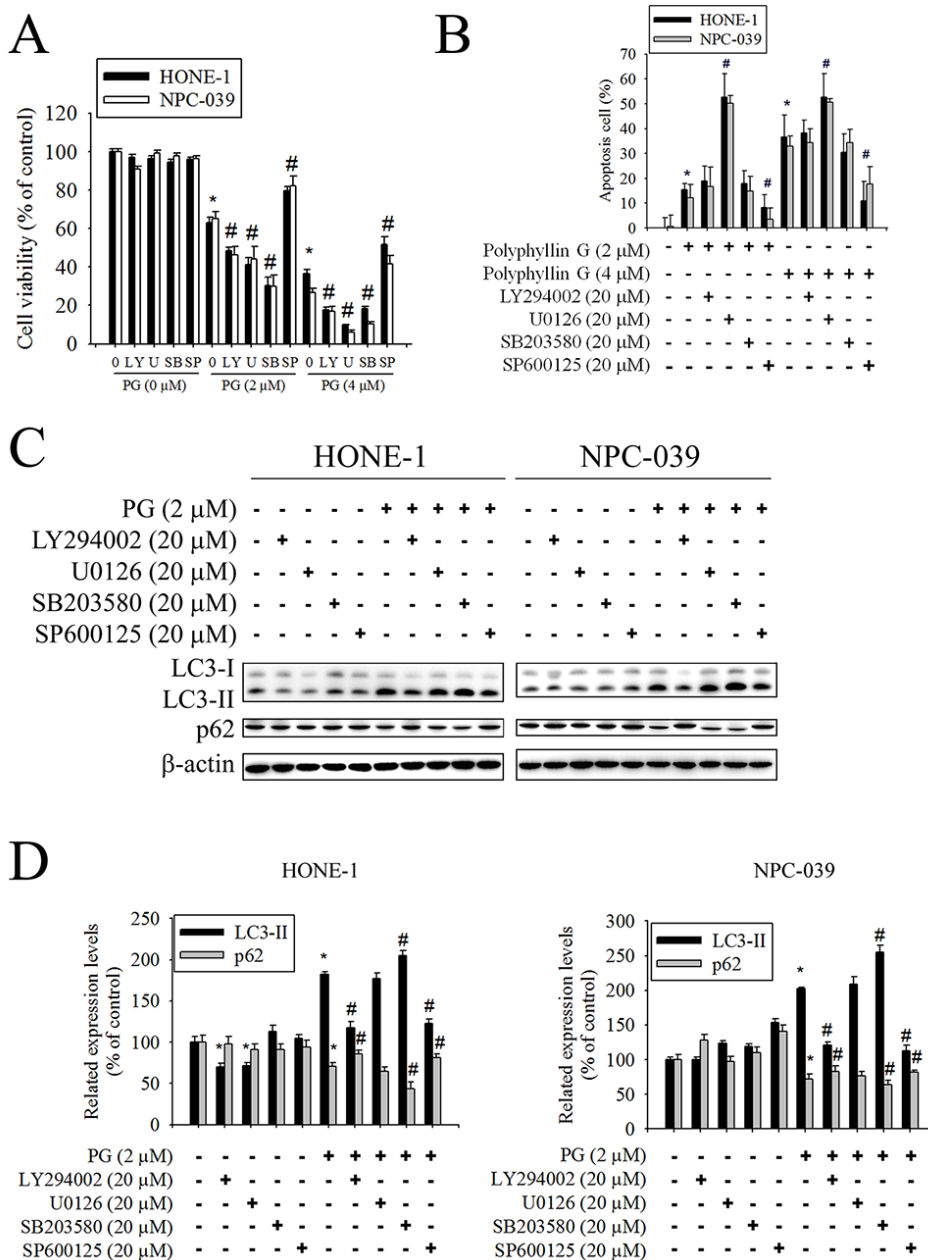 A
HONE-1
NPC-039
Cell viability (% of control)
120
100
80
60
40
20
0
* # # # # * # # # #
0 LY U SB SP 0 LY U SB SP 0 LY U SB SP
PG (0 μM) PG (2 μM) PG (4 μM)
B
HONE-1
NPC-039
Apoptosis cell (%)
70
60
50
40
30
20
10
0
* # # * # #
Polyphyllin G (2 μM) - + + + + + - - - - -
Polyphyllin G (4 μM) - - - - - - + + + + +
LY294002 (20 μM) - - + - - - - + - - -
U0126 (20 μM) - - - + - - - - + - -
SB203580 (20 μM) - - - - + - - - - + -
SP600125 (20 μM) - - - - - + - - - - +
C
HONE-1 NPC-039
PG (2 μM) - - - - - + + + + + - - - - - + + + + +
LY294002 (20 μM) - + - - - - + - - - - + - - - - + - - -
U0126 (20 μM) - - + - - - - + - - - - + - - - - + - -
SB203580 (20 μM) - - - + - - - - + - - - - + - - - - + -
SP600125 (20 μM) - - - - + - - - - + - - - - + - - - - +
LC3-I
LC3-II
p62
β-actin
D
HONE-1
Related expression levels
(% of control)
250
200
150
100
50
0
LC3-II
p62
* * * * # # # # # #
PG (2 μM) - - - - - + + + + +
LY294002 (20 μM) - + - - - - + - - -
U0126 (20 μM) - - + - - - - + - -
SB203580 (20 μM) - - - + - - - - + -
SP600125 (20 μM) - - - - + - - - - +
NPC-039
Related expression levels
(% of control)
300
250
200
150
100
50
0
LC3-II
p62
* * # # # # # #
PG (2 μM) - - - - - + + + + +
LY294002 (20 μM) - + - - - - + - - -
U0126 (20 μM) - - + - - - - + - -
SB203580 (20 μM) - - - + - - - - + -
SP600125 (20 μM) - - - - + - - - - +